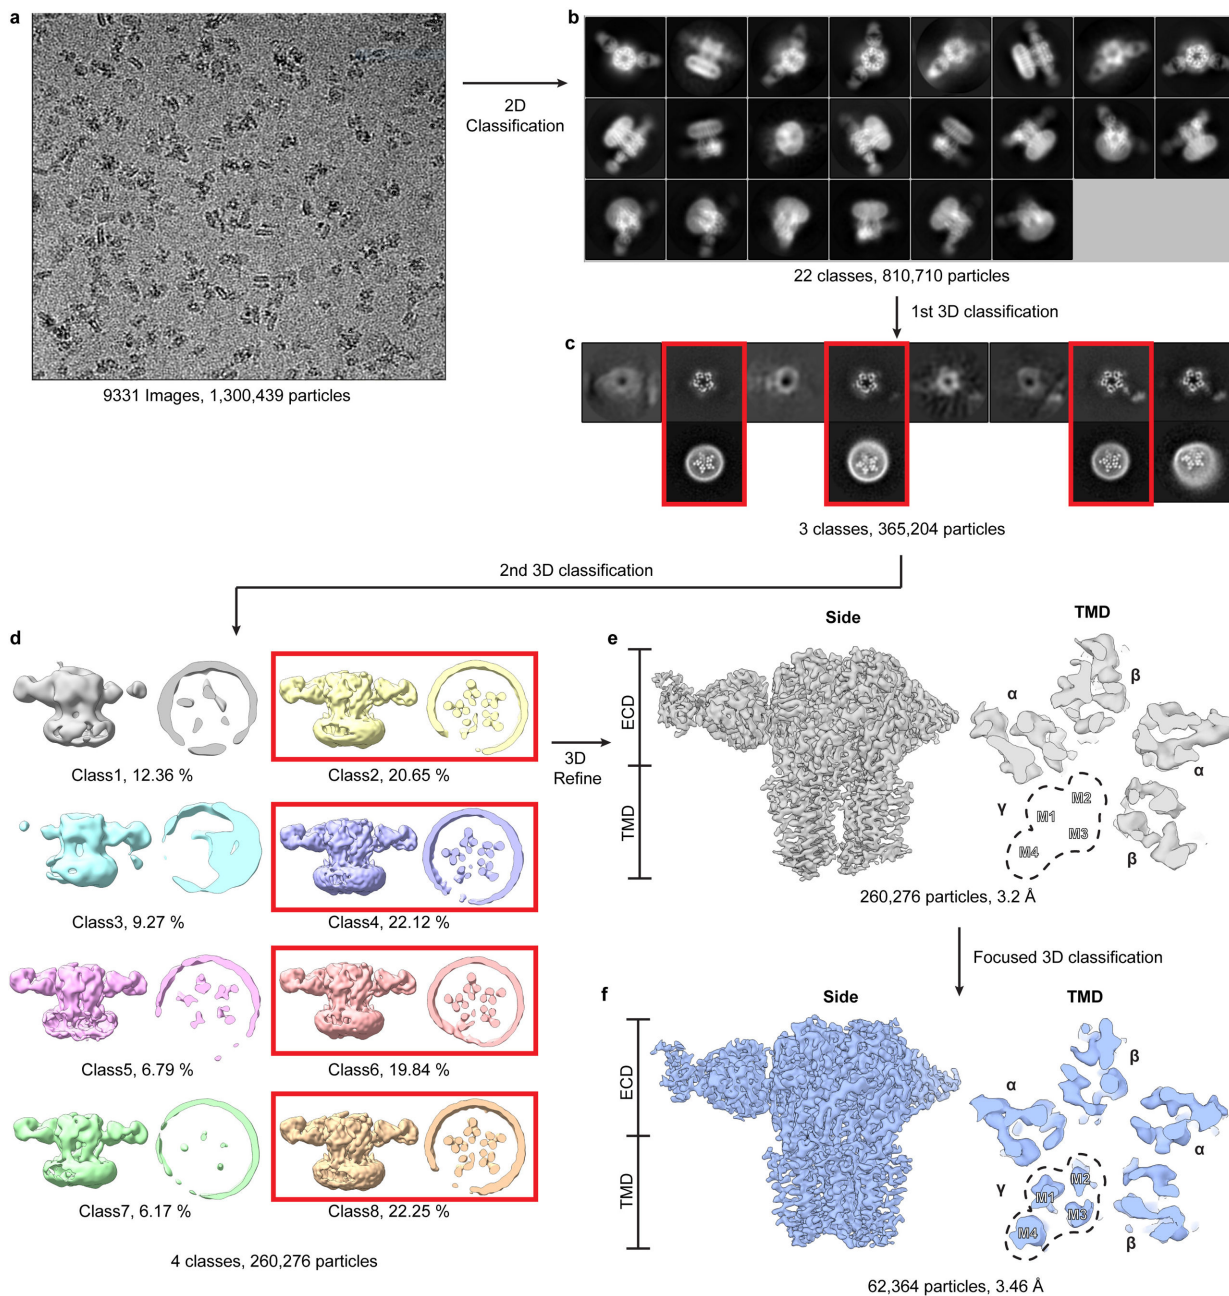 a
9331 Images, 1,300,439 particles
2D
Classification
b
22 classes, 810,710 particles
1st 3D classification
c
3 classes, 365,204 particles
2nd 3D classification
d
Class1, 12.36 %
Class2, 20.65 %
Class3, 9.27 %
Class4, 22.12 %
Class5, 6.79 %
Class6, 19.84 %
Class7, 6.17 %
Class8, 22.25 %
4 classes, 260,276 particles
3D
Refine
e
Side
TMD
ECD
TMD
α
β
α
γ
β
M1
M2
M3
M4
260,276 particles, 3.2 Å
Focused 3D classification
f
Side
TMD
ECD
TMD
α
β
α
γ
β
M1
M2
M3
M4
62,364 particles, 3.46 Å